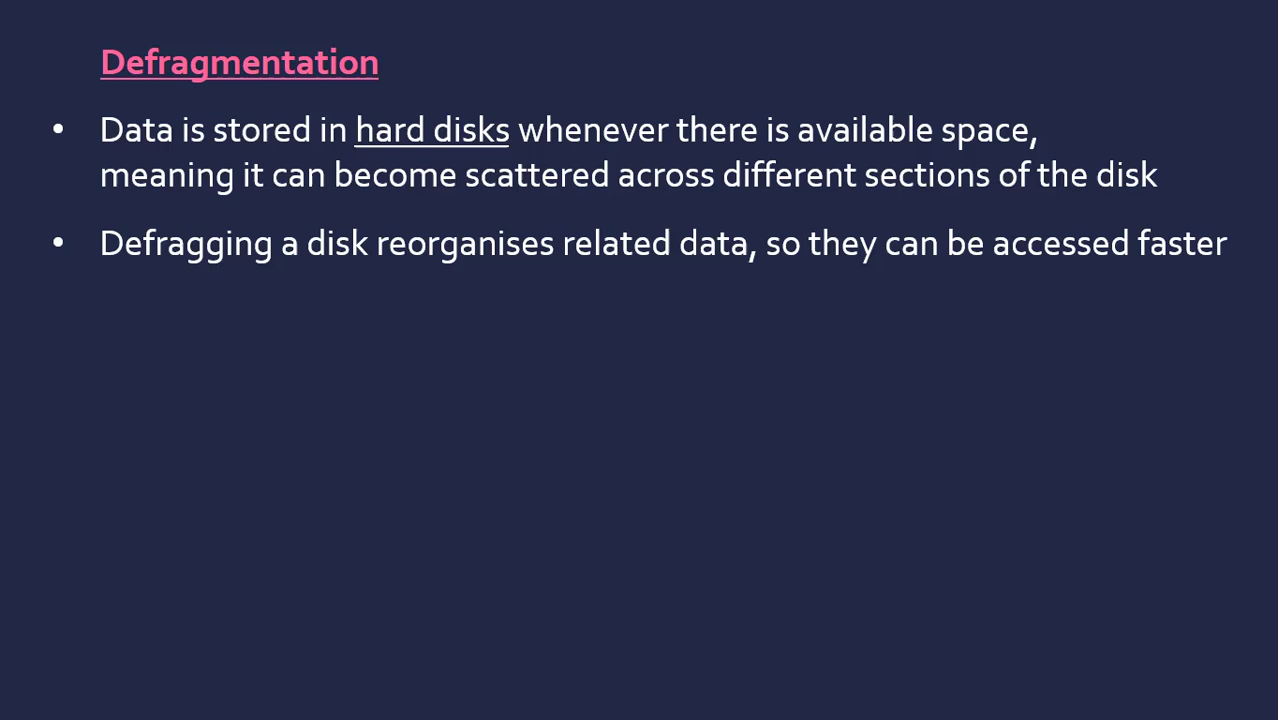 Defragmentation
• Data is stored in hard disks whenever there is available space,
meaning it can become scattered across different sections of the disk
• Defragging a disk reorganises related data, so they can be accessed faster